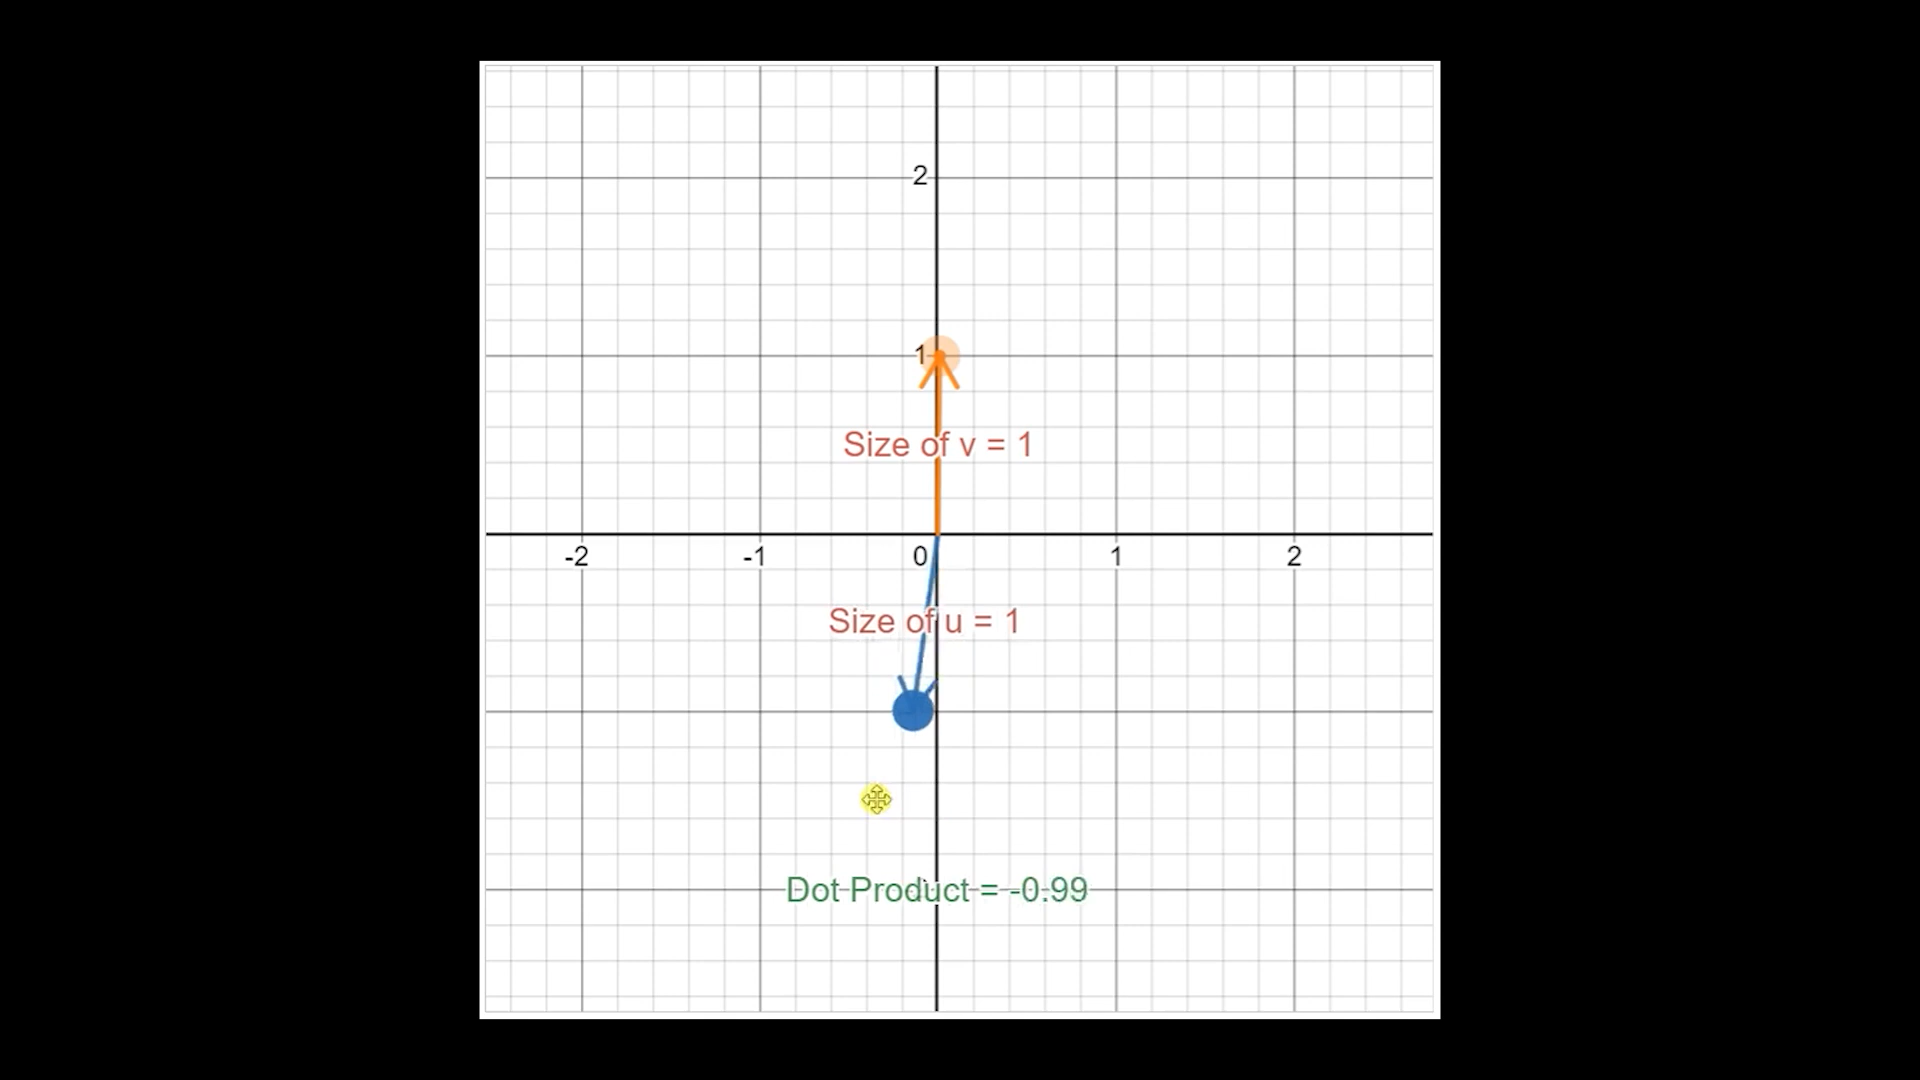 2
1
Size of v = 1
-2 -1 0 1 2
Size of u = 1
Dot Product = -0.99